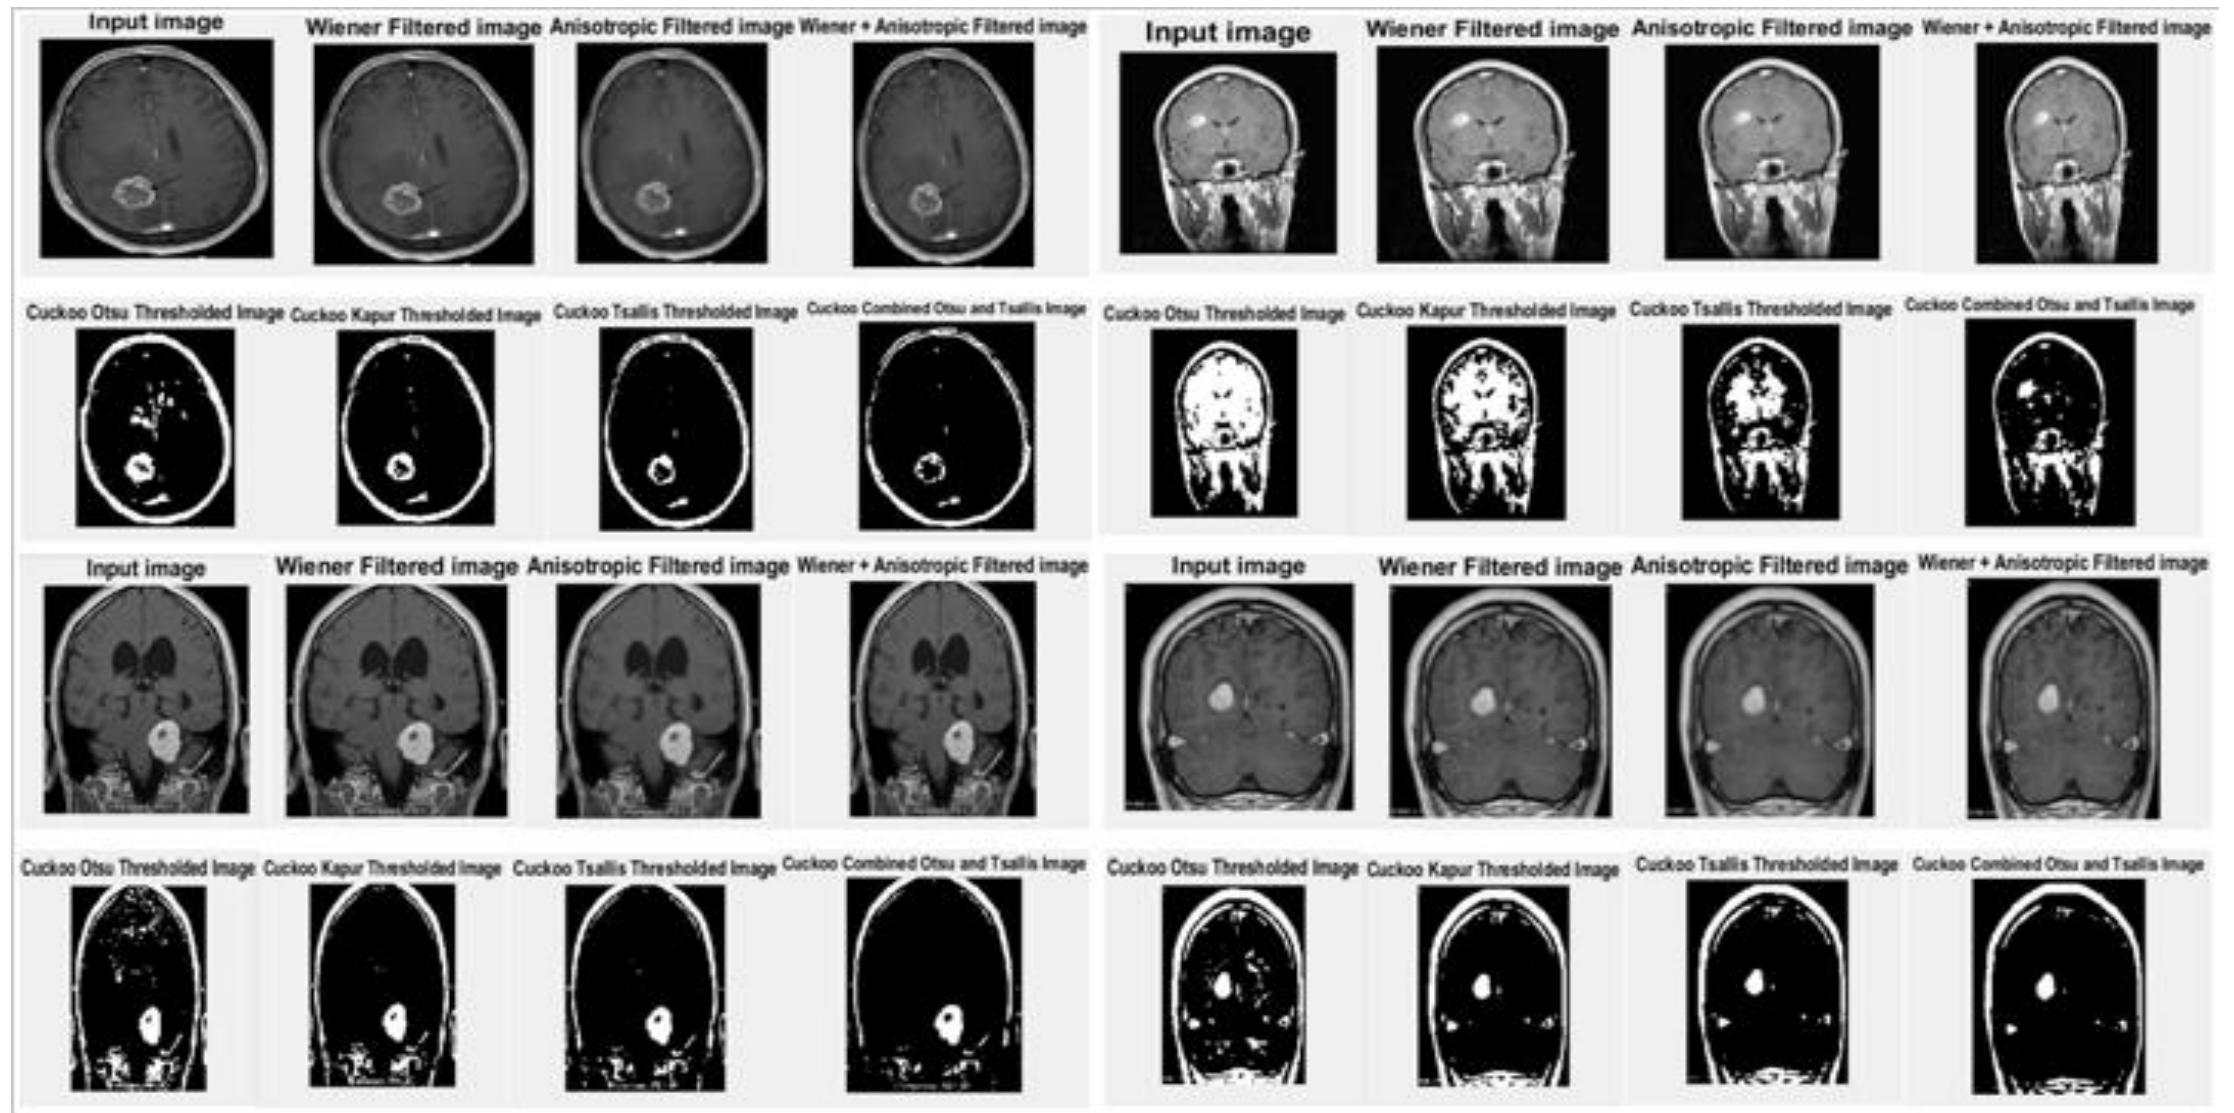 Input image
Wiener Filtered image
Anisotropic Filtered image
Wiener + Anisotropic Filtered image
Input image
Wiener Filtered image
Anisotropic Filtered image
Wiener + Anisotropic Filtered image
Cuckoo Otsu Thresholded Image
Cuckoo Kapur Thresholded Image
Cuckoo Tsallis Thresholded Image
Cuckoo Combined Otsu and Tsallis Image
Cuckoo Otsu Thresholded Image
Cuckoo Kapur Thresholded Image
Cuckoo Tsallis Thresholded Image
Cuckoo Combined Otsu and Tsallis Image
Input image
Wiener Filtered image
Anisotropic Filtered image
Wiener + Anisotropic Filtered image
Input image
Wiener Filtered image
Anisotropic Filtered image
Wiener + Anisotropic Filtered image
Cuckoo Otsu Thresholded Image
Cuckoo Kapur Thresholded Image
Cuckoo Tsallis Thresholded Image
Cuckoo Combined Otsu and Tsallis Image
Cuckoo Otsu Thresholded Image
Cuckoo Kapur Thresholded Image
Cuckoo Tsallis Thresholded Image
Cuckoo Combined Otsu and Tsallis Image